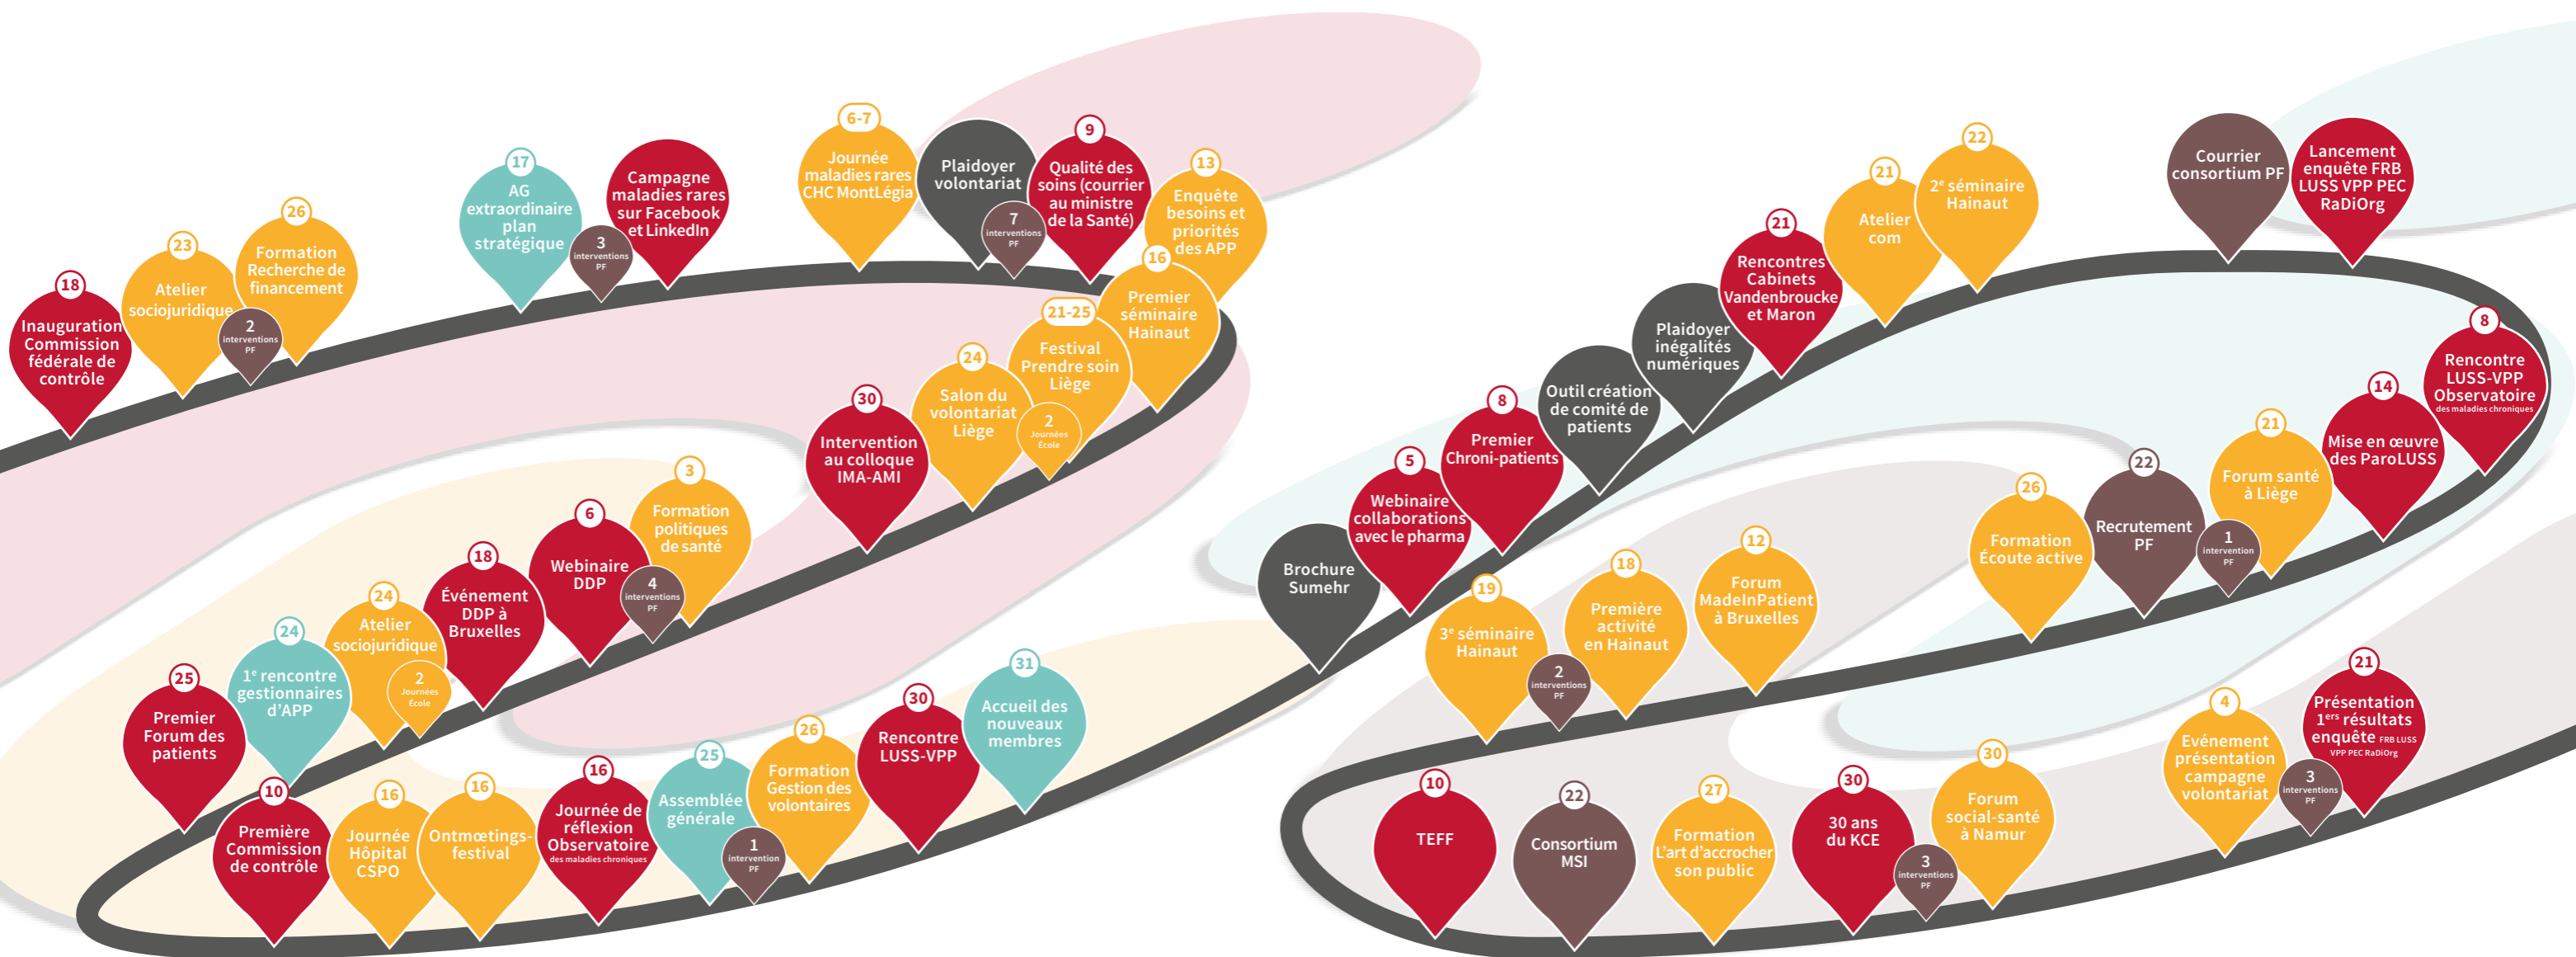 18
Inauguration
Commission
fédérale de
contrôle
23
Atelier
sociojuridique
2
interventions
PF
26
Formation
Recherche de
financement
17
AG
extraordinaire
plan
stratégique
3
interventions
PF
Campagne
maladies rares
sur Facebook
et LinkedIn
6-7
Journée
maladies rares
CHC MontLégia
Plaidoyer
volontariat
7
interventions
PF
9
Qualité des
soins (courrier
au ministre
de la Santé)
13
Enquête
besoins et
priorités
des APP
16
Premier
séminaire
Hainaut
21-25
Festival
Prendre soin
Liège
2
Journées
École
24
Salon du
volontariat
Liège
30
Intervention
au colloque
IMA-AMI
3
Formation
politiques
de santé
4
interventions
PF
6
Webinaire
DDP
18
Événement
DDP à
Bruxelles
24
Atelier
sociojuridique
2
Journées
École
24
1e rencontre
gestionnaires
d’APP
25
Premier
Forum des
patients
10
Première
Commission
de contrôle
16
Journée
Hôpital
CSPO
16
Ontmœtings-
festival
16
Journée de
réflexion
Observatoire
des maladies chroniques
25
Assemblée
générale
1
intervention
PF
26
Formation
Gestion des
volontaires
30
Rencontre
LUSS-VPP
31
Accueil des
nouveaux
membres
Brochure
Sumehr
5
Webinaire
collaborations
avec le pharma
8
Premier
Chroni-patients
Outil création
de comité de
patients
Plaidoyer
inégalités
numériques
21
Rencontres
Cabinets
Vandenbroucke
et Maron
21
Atelier
com
22
2e séminaire
Hainaut
Courrier
consortium PF
Lancement
enquête FRB
LUSS VPP PEC
RaDiOrg
8
Rencontre
LUSS-VPP
Observatoire
des maladies chroniques
14
Mise en œuvre
des ParoLUSS
21
Forum santé
à Liège
1
intervention
PF
22
Recrutement
PF
26
Formation
Écoute active
12
Forum
MadeInPatient
à Bruxelles
18
Première
activité
en Hainaut
2
interventions
PF
19
3e séminaire
Hainaut
10
TEFF
22
Consortium
MSI
27
Formation
L’art d’accrocher
son public
30
30 ans
du KCE
3
interventions
PF
30
Forum
social-santé
à Namur
4
Evénement
présentation
campagne
volontariat
3
interventions
PF
21
Présentation
1ers résultats
enquête FRB LUSS
VPP PEC RaDiOrg